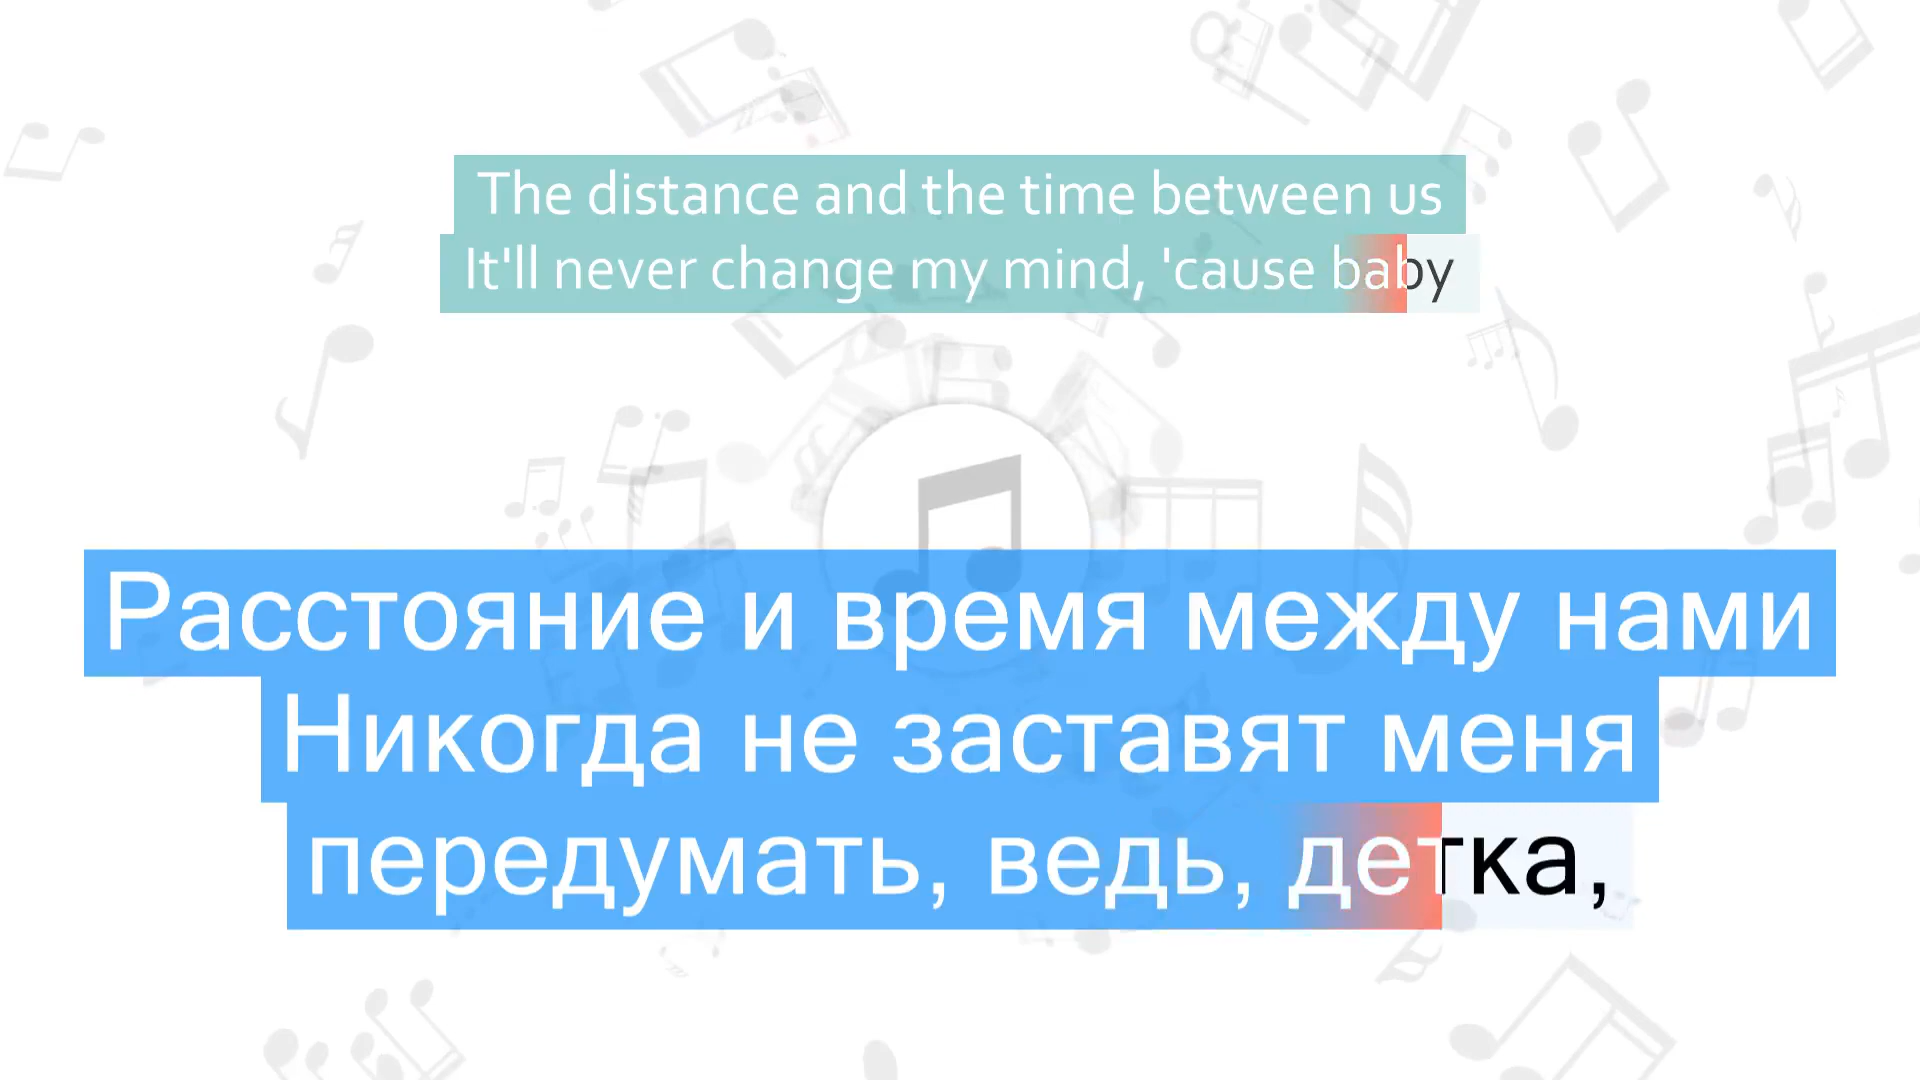 The distance and the time between us
It'll never change my mind, 'cause baby
Расстояние и время между нами
Никогда не заставят меня
передумать, ведь, детка,